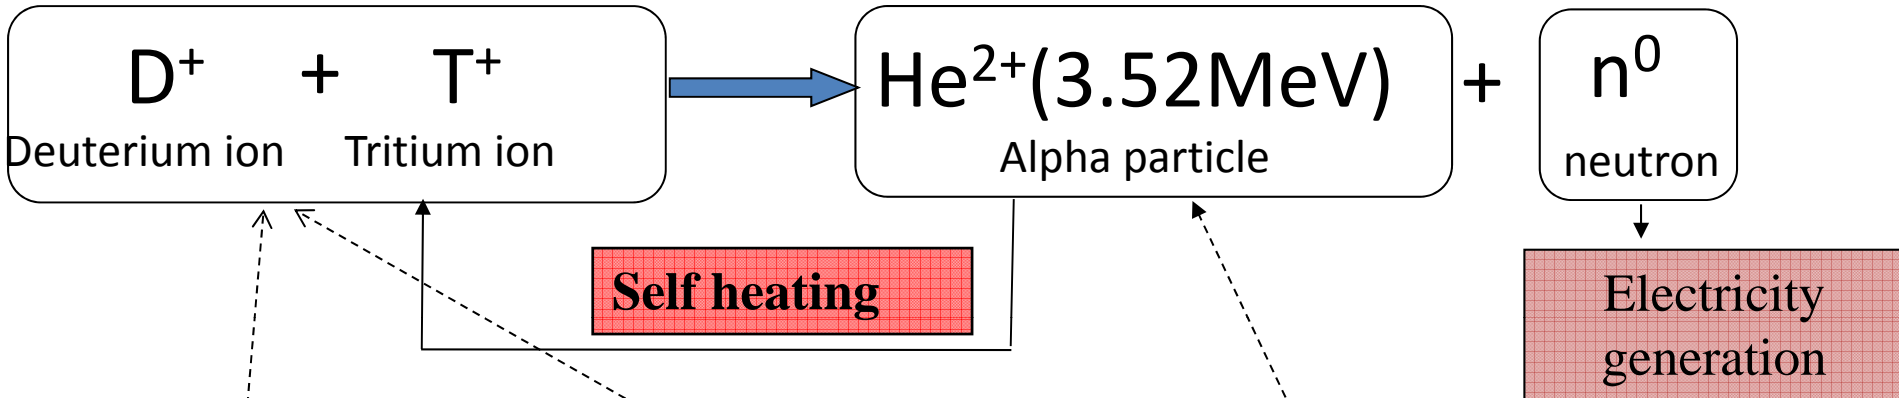 D⁺ + T⁺ He²⁺(3.52MeV) + n⁰
Deuterium ion Tritium ion Alpha particle neutron
Self heating
Electricity
generation